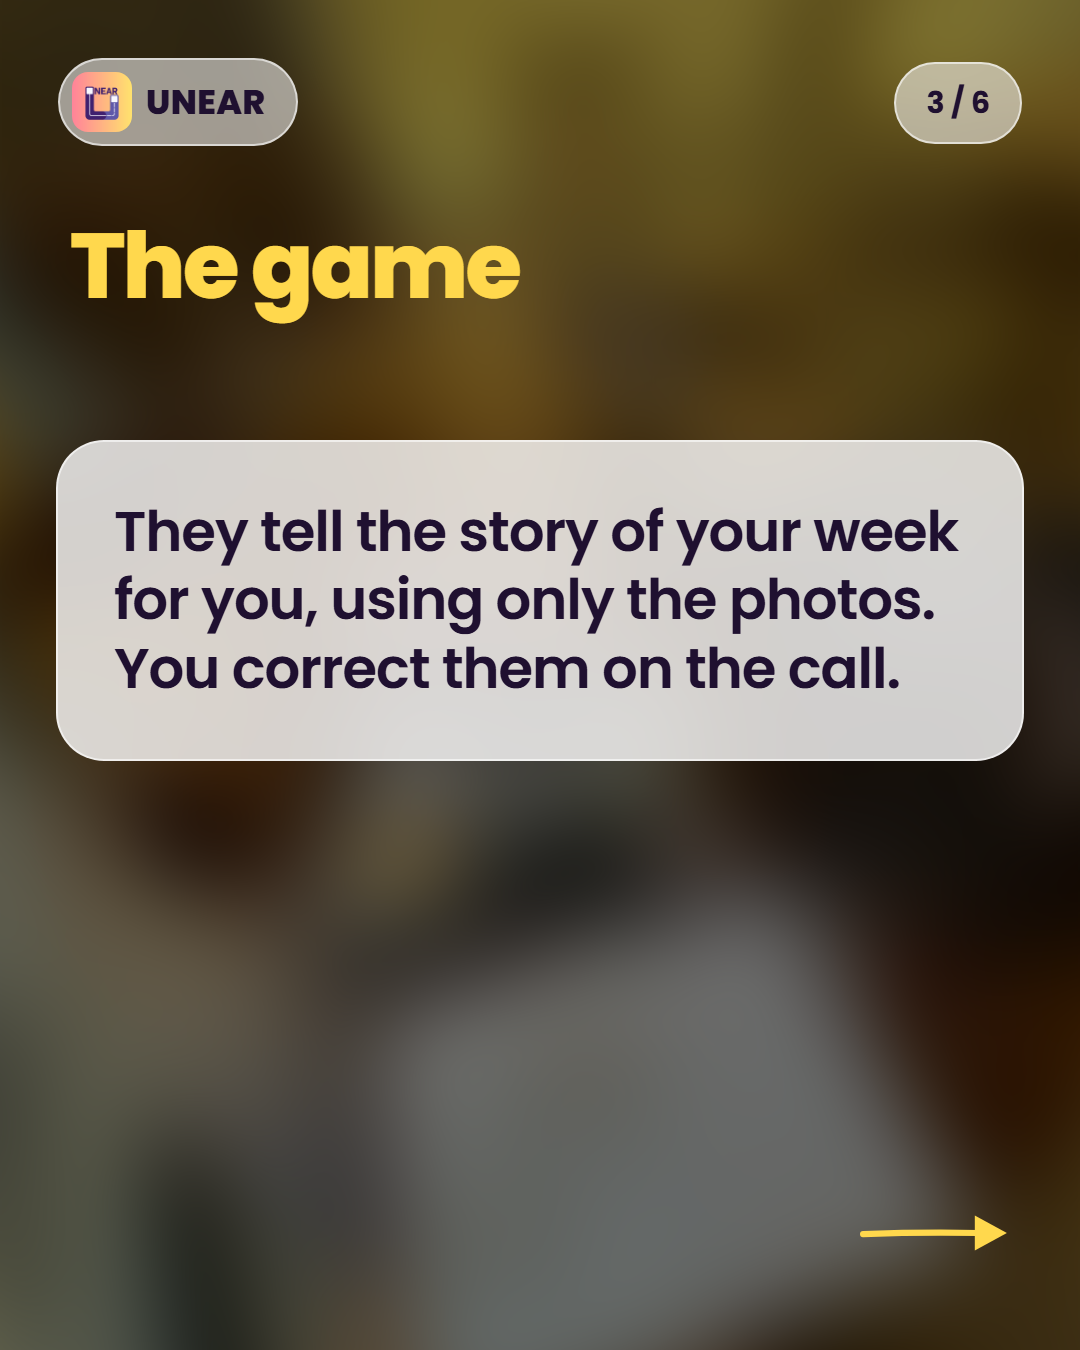 NEAR
UNEAR
3 / 6
The game
They tell the story of your week
for you, using only the photos.
You correct them on the call.